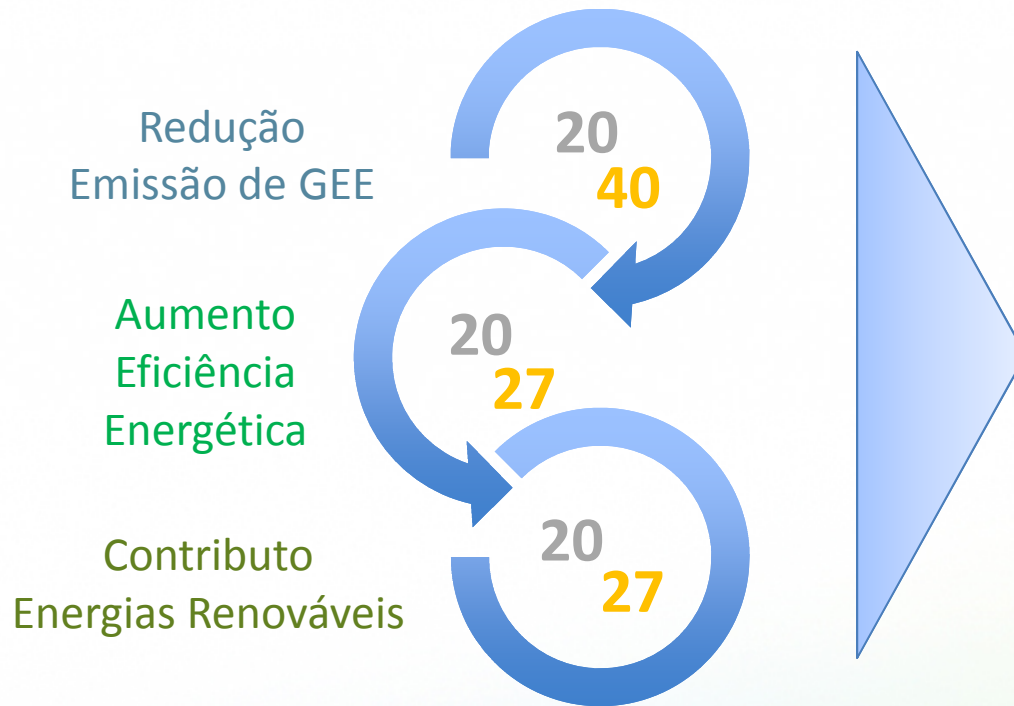 Redução
Emissão de GEE
20
40
Aumento
Eficiência
Energética
20
27
Contributo
Energias Renováveis
20
27